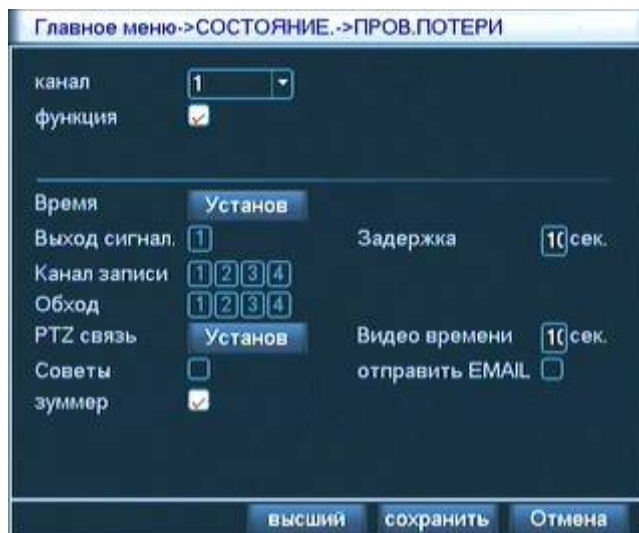 Главное меню->СОСТОЯНИЕ.->ПРОВ.ПОТЕРИ
канал 1
функция
Время Установ
Выход сигнал. 1 Задержка 10 сек.
Канал записи 1 2 3 4
Обход 1 2 3 4
PTZ связь Установ Видео времени 10 сек.
Советы отправить EMAIL
зуммер
высший сохранить Отмена